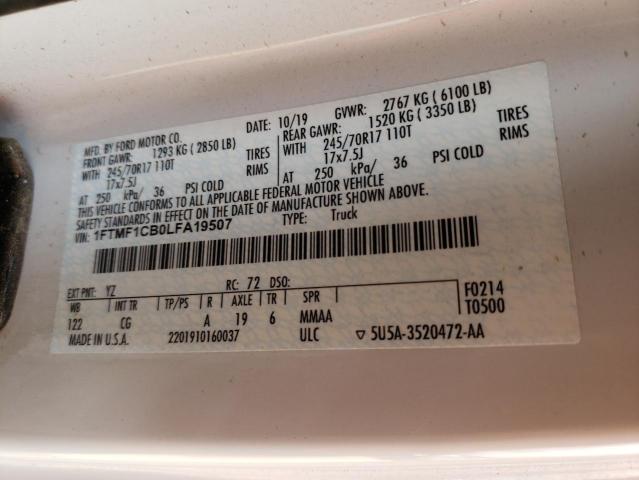 MFD. BY FORD MOTOR CO.
DATE: 10/19 GVWR: 2767 KG ( 6100 LB)
FRONT GAWR: 1293 KG ( 2850 LB) REAR GAWR: 1520 KG ( 3350 LB)
WITH 245/70R17 110T TIRES WITH 245/70R17 110T TIRES
17x7.5J RIMS 17x7.5J RIMS
AT 250 kPa/ 36 PSI COLD AT 250 kPa/ 36 PSI COLD
THIS VEHICLE CONFORMS TO ALL APPLICABLE FEDERAL MOTOR VEHICLE
SAFETY STANDARDS IN EFFECT ON THE DATE OF MANUFACTURE SHOWN ABOVE.
VIN: 1FTMF1CB0LFA19507 TYPE: Truck
EXT PNT: YZ RC: 72 DSO:
WB INT TR TP/PS R AXLE TR SPR F0214
122 CG A 19 6 MMAA T0500
MADE IN U.S.A. 2201910160037 ULC ▽ 5U5A-3520472-AA